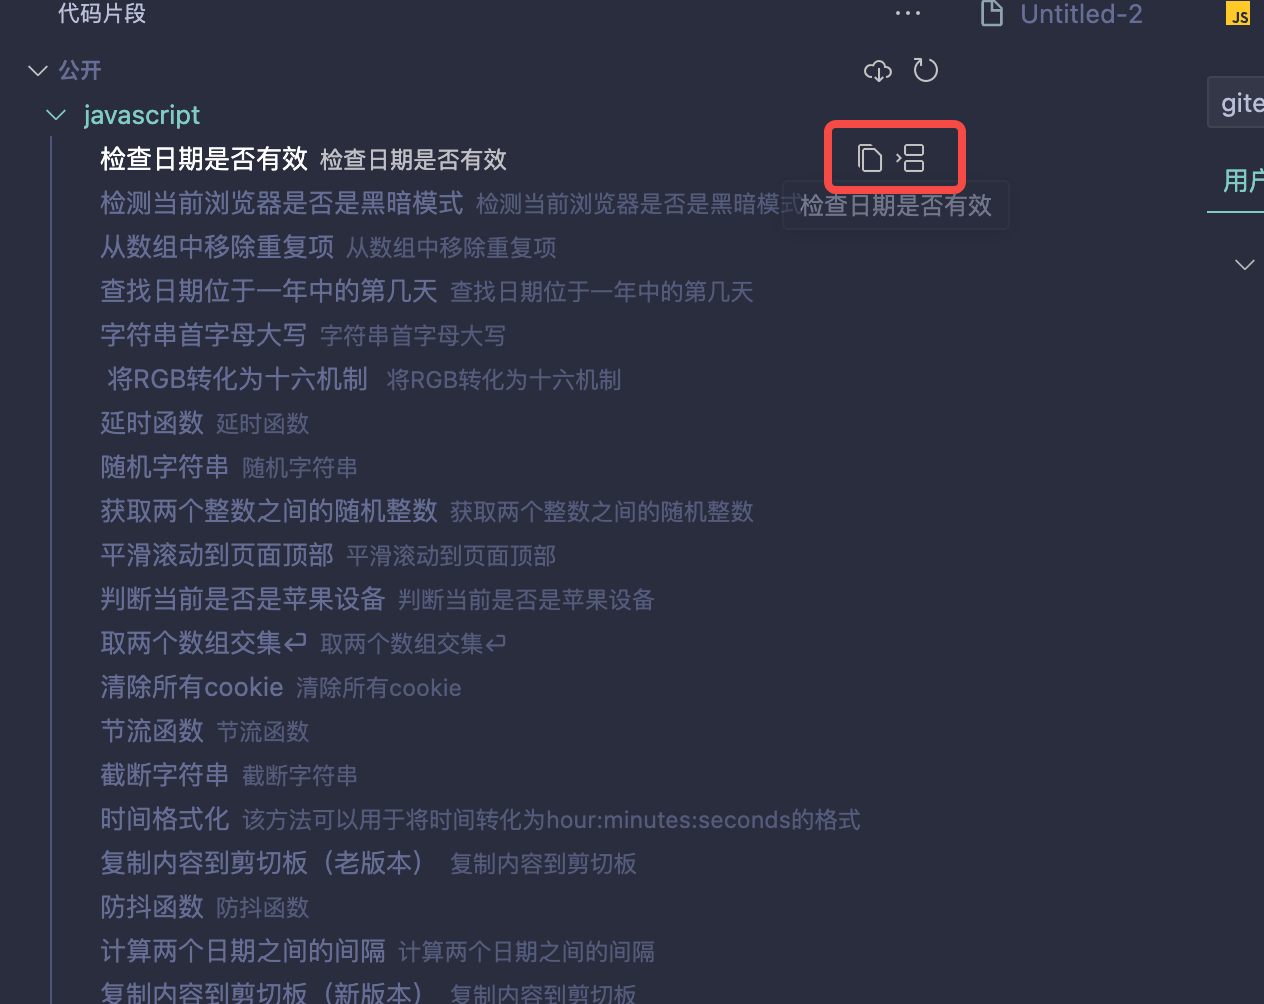 代码片段
Untitled-2
JS
公开
gite
javascript
检查日期是否有效 检查日期是否有效
用户
检测当前浏览器是否是黑暗模式 检测当前浏览器是否是黑暗模式
检查日期是否有效
从数组中移除重复项 从数组中移除重复项
查找日期位于一年中的第几天 查找日期位于一年中的第几天
字符串首字母大写 字符串首字母大写
将RGB转化为十六机制 将RGB转化为十六机制
延时函数 延时函数
随机字符串 随机字符串
获取两个整数之间的随机整数 获取两个整数之间的随机整数
平滑滚动到页面顶部 平滑滚动到页面顶部
判断当前是否是苹果设备 判断当前是否是苹果设备
取两个数组交集↩ 取两个数组交集↩
清除所有cookie 清除所有cookie
节流函数 节流函数
截断字符串 截断字符串
时间格式化 该方法可以用于将时间转化为hour:minutes:seconds的格式
复制内容到剪切板（老版本） 复制内容到剪切板
防抖函数 防抖函数
计算两个日期之间的间隔 计算两个日期之间的间隔
复制内容到剪切板（新版本） 复制内容到剪切板